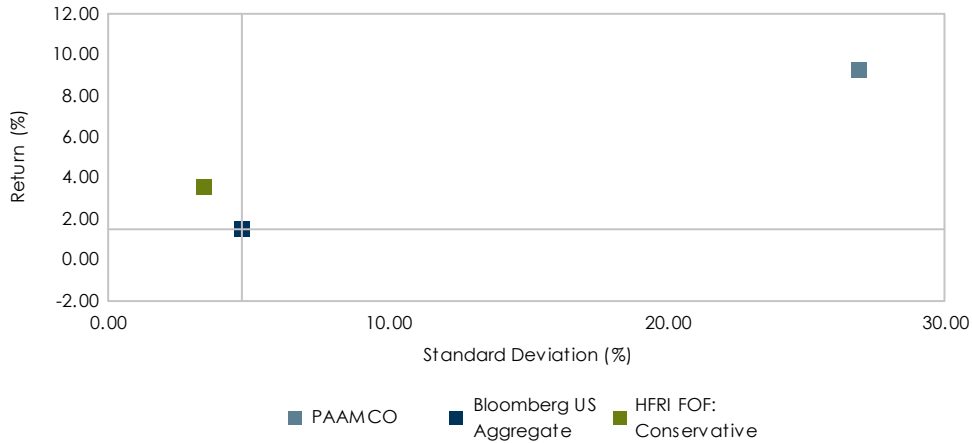 12.00
10.00
8.00
6.00
4.00
2.00
0.00
-2.00
Return (%)
0.00 10.00 20.00 30.00
Standard Deviation (%)
PAAMCO
Bloomberg US
Aggregate
HFRI FOF:
Conservative